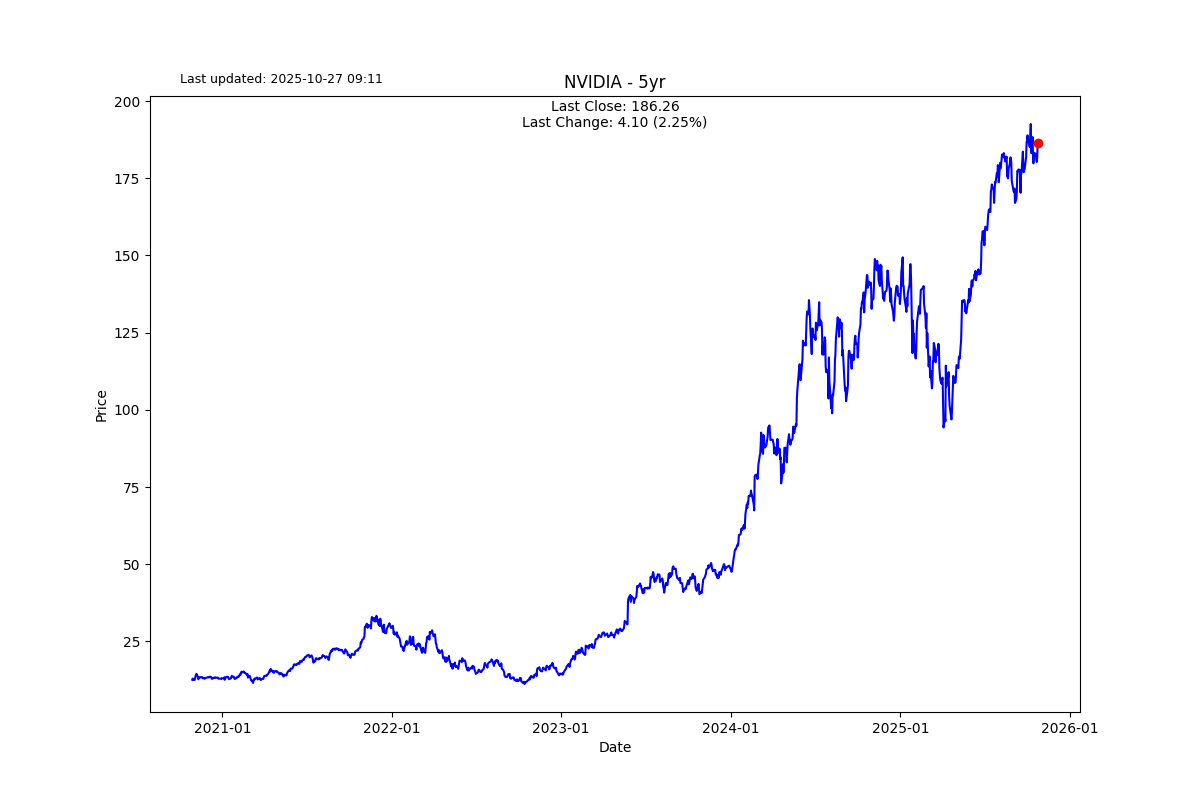 Last updated: 2025-10-27 09:11
NVIDIA - 5yr
Last Close: 186.26
Last Change: 4.10 (2.25%)
200
175
150
125
100
75
50
25
Price
2021-01
2022-01
2023-01
2024-01
2025-01
2026-01
Date